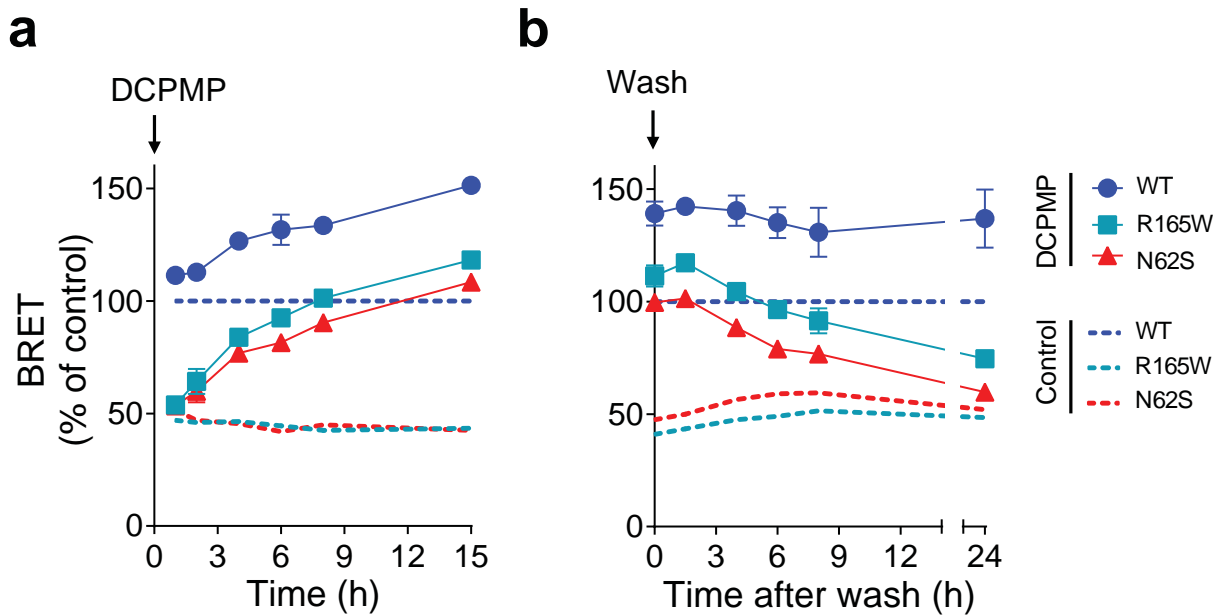 a
DCPMP
BRET
(% of control)
150
100
50
0
0 3 6 9 12 15
Time (h)
b
Wash
150
100
50
0
0 3 6 9 12 24
Time after wash (h)
DCPMP
WT
R165W
N62S
Control
WT
R165W
N62S